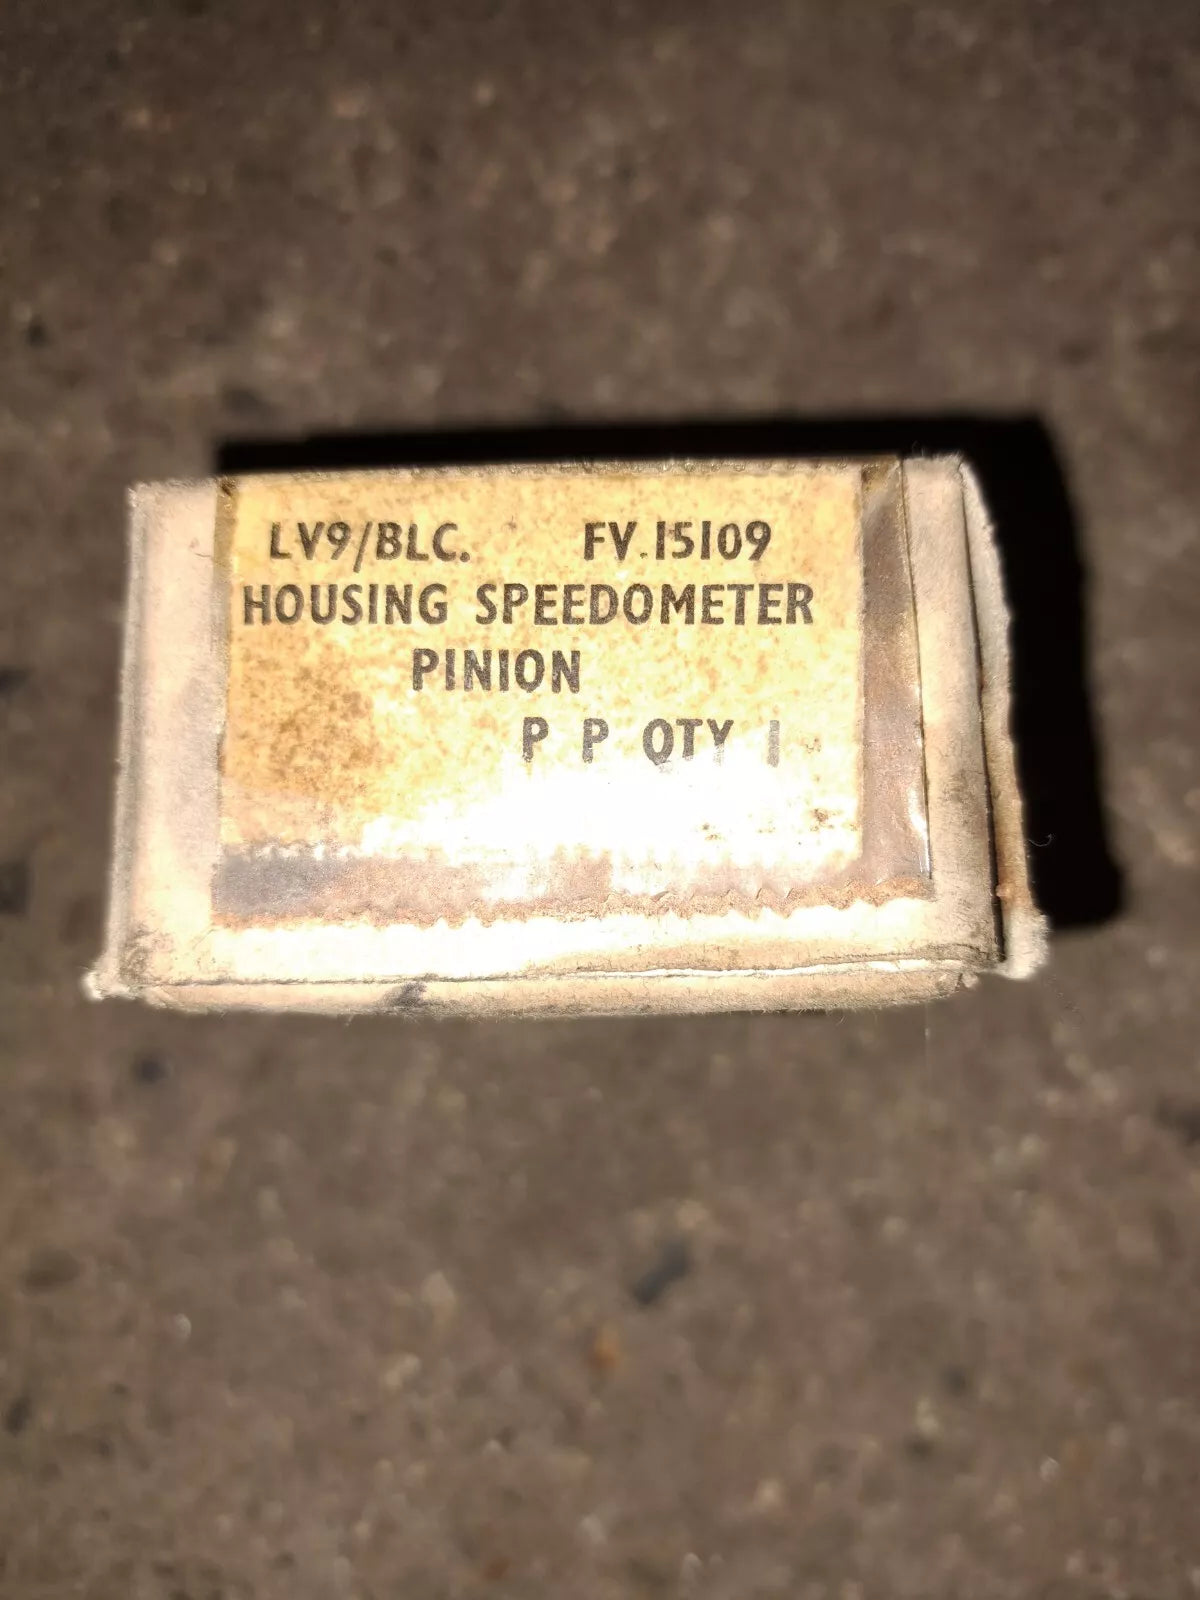 LV9/BLC. FV.15109
HOUSING SPEEDOMETER
PINION
P P QTY 1